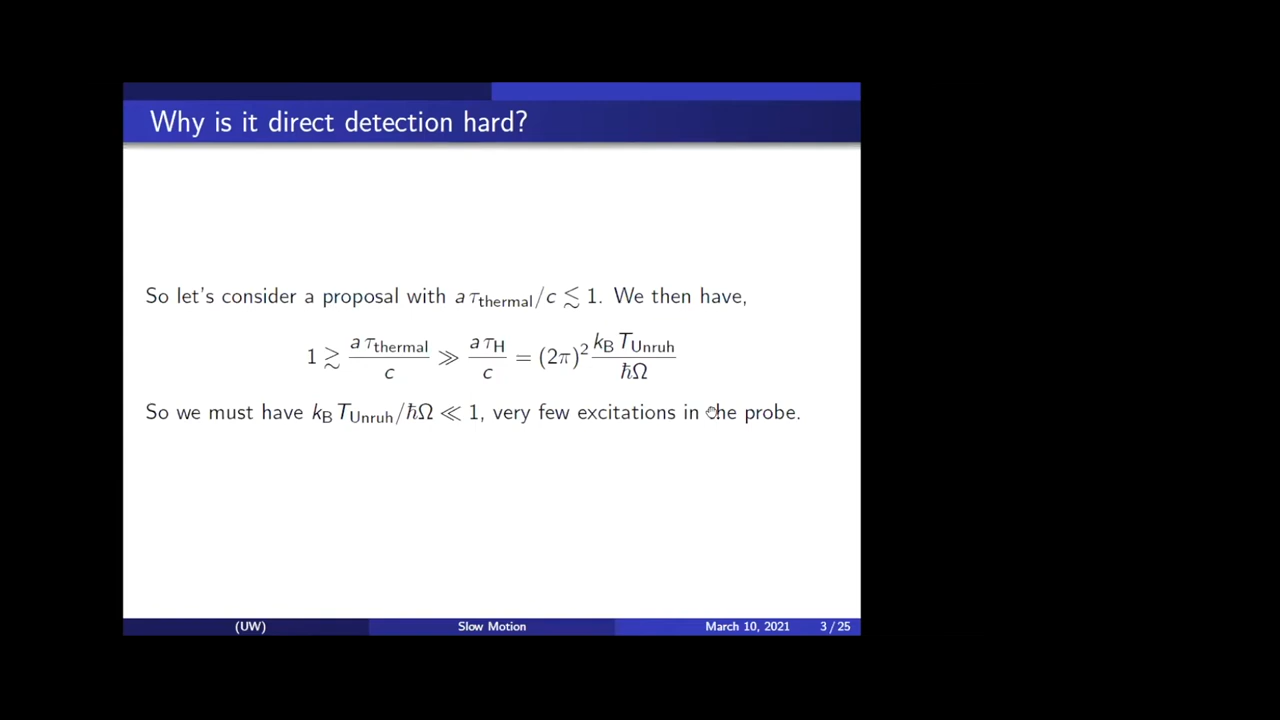 Why is it direct detection hard?
So let's consider a proposal with a τ_thermal/c ≲ 1. We then have,
1 ≳ a τ_thermal / c ≫ a τ_H / c = (2π)² k_B T_Unruh / ħΩ
So we must have k_B T_Unruh/ħΩ ≪ 1, very few excitations in the probe.
(UW) Slow Motion March 10, 2021 3 / 25